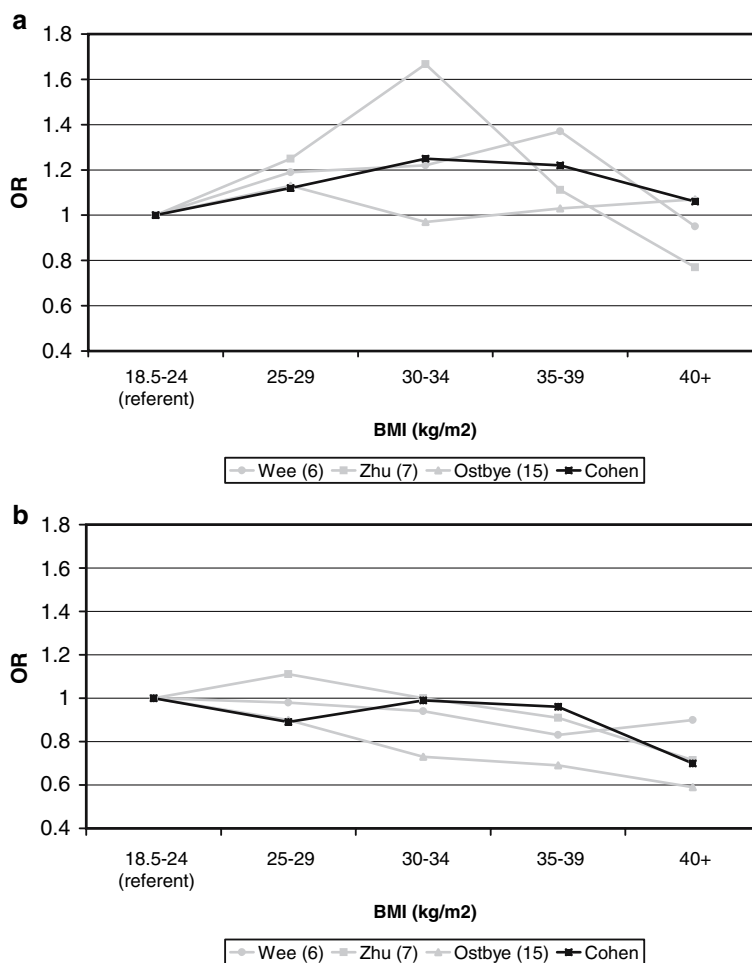 a
1.8
1.6
1.4
1.2
1
0.8
0.6
0.4
OR
18.5-24 25-29 30-34 35-39 40+
(referent)
BMI (kg/m2)
Wee (6) Zhu (7) Ostbye (15) Cohen
b
1.8
1.6
1.4
1.2
1
0.8
0.6
0.4
OR
18.5-24 25-29 30-34 35-39 40+
(referent)
BMI (kg/m2)
Wee (6) Zhu (7) Ostbye (15) Cohen